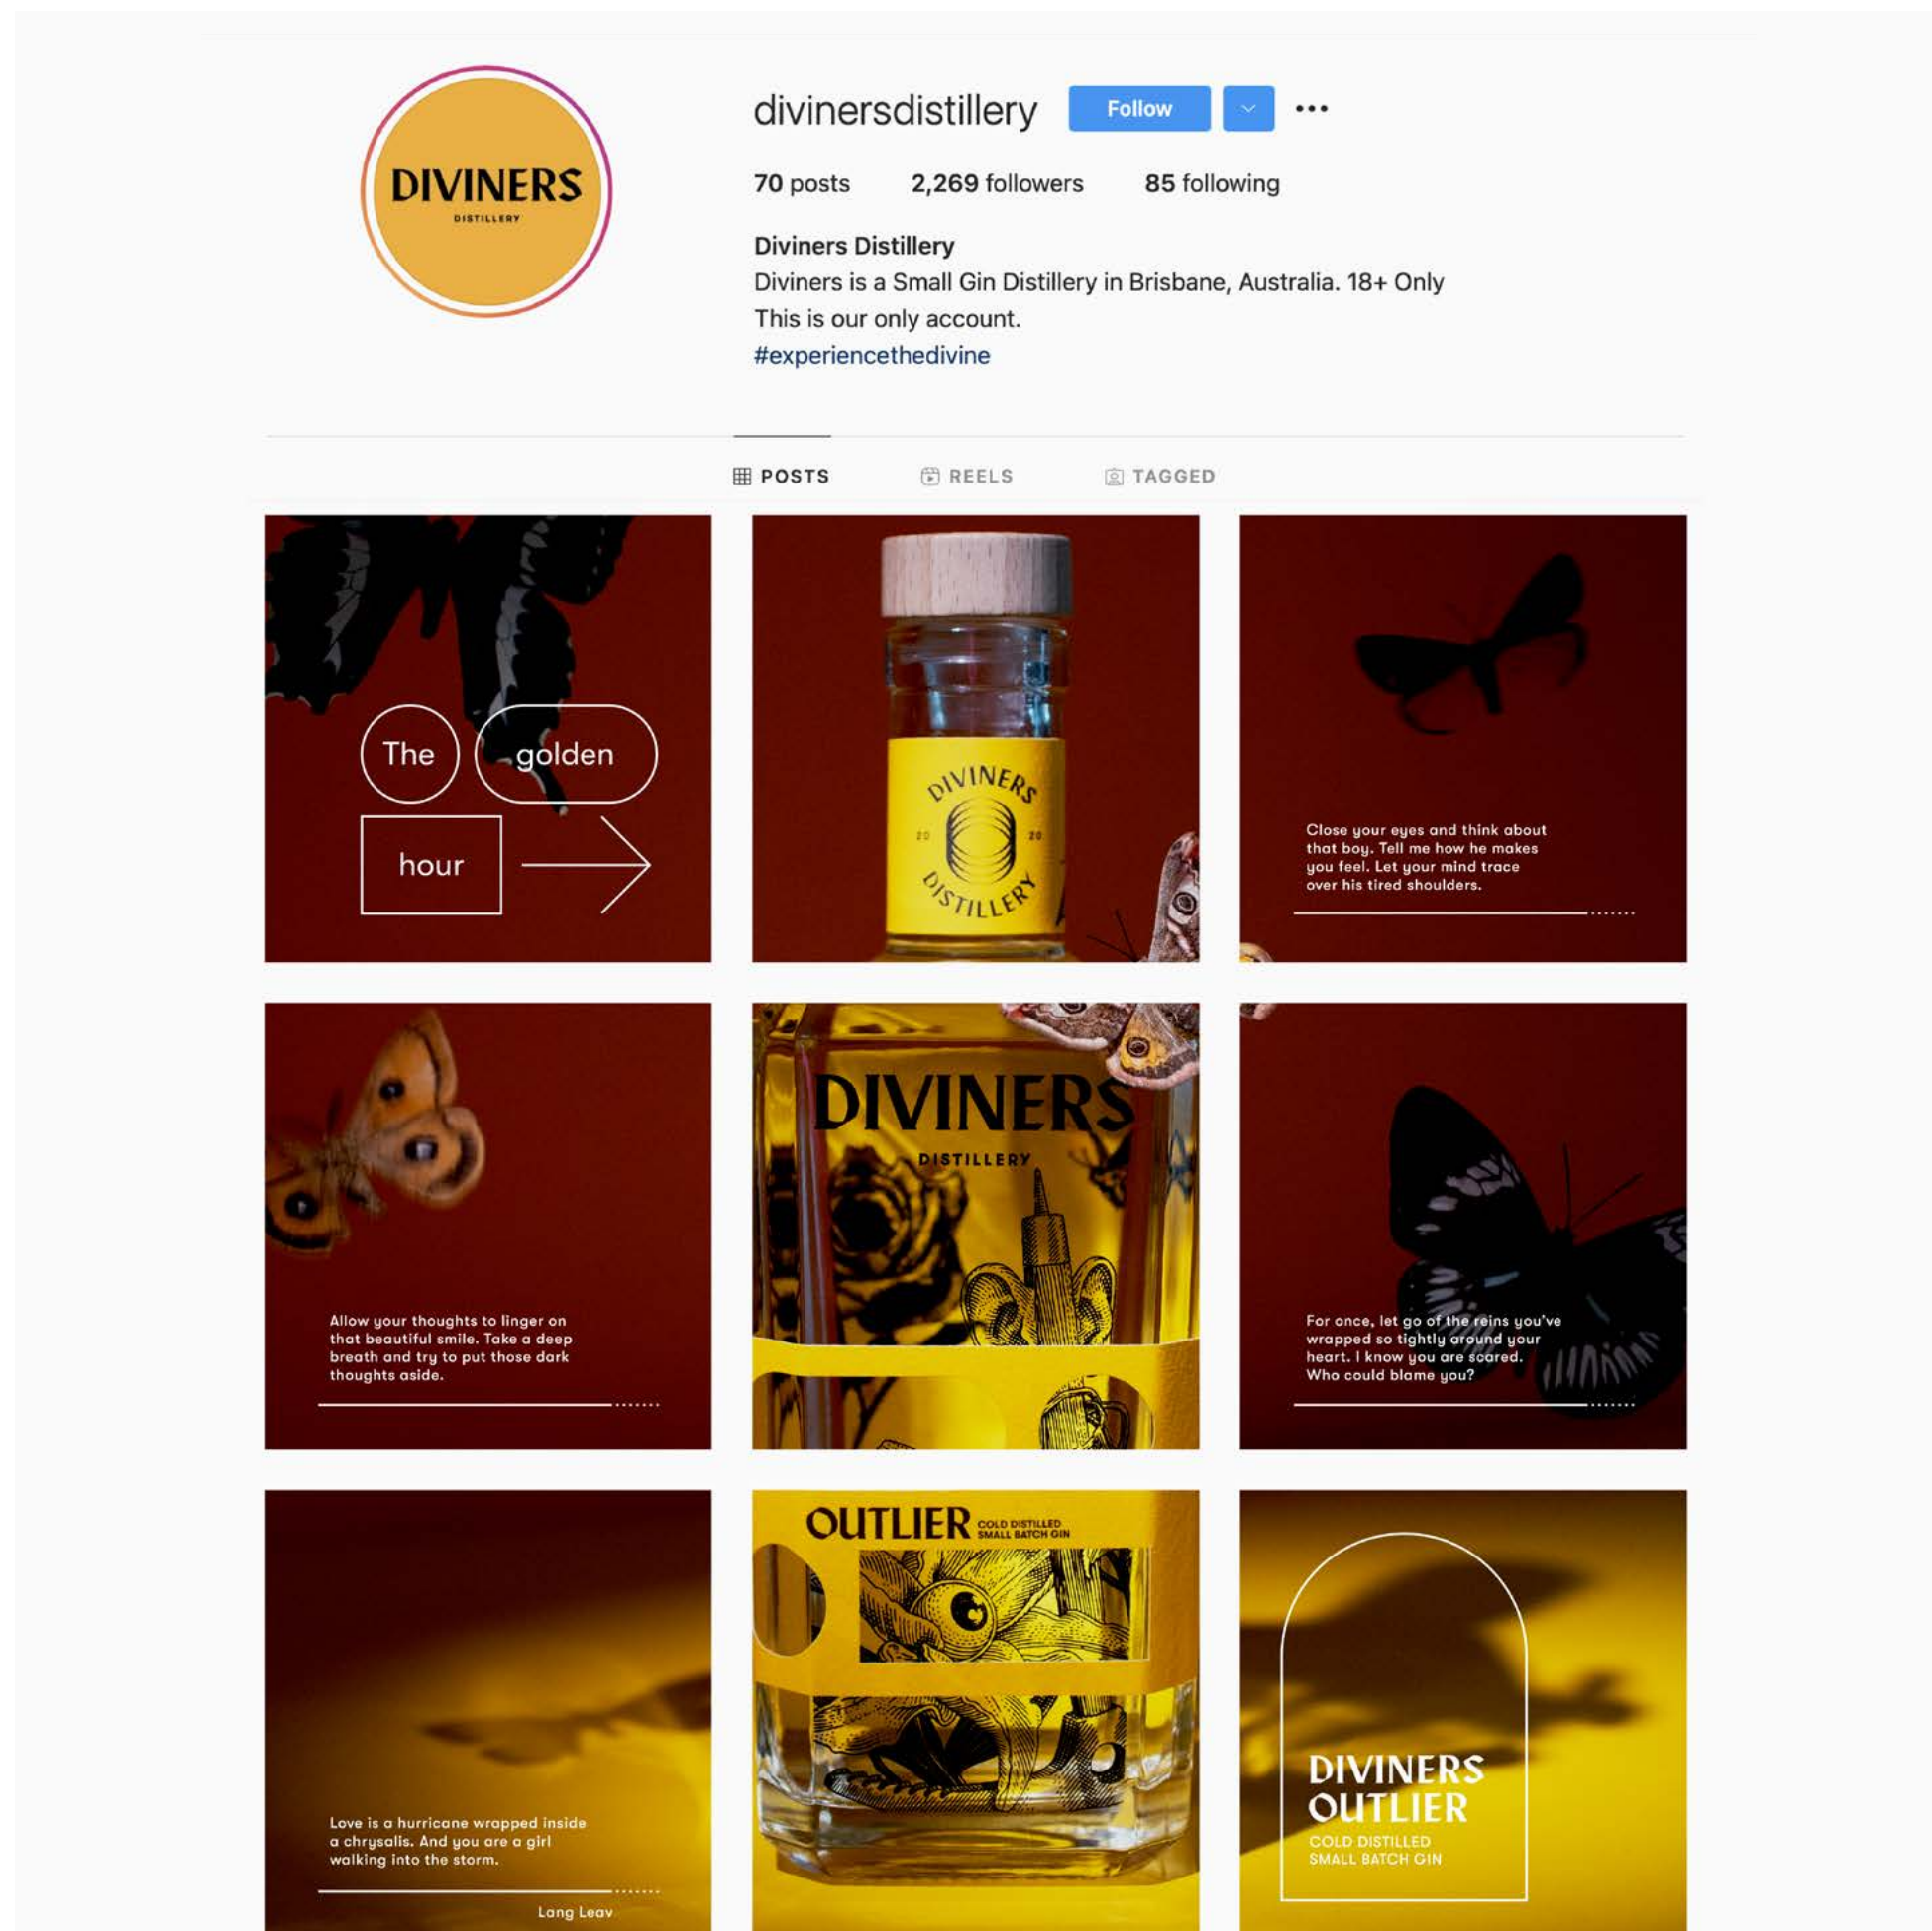 DIVINERS
DISTILLERY
divinersdistillery
Follow
70 posts
2,269 followers
85 following
Diviners Distillery
Diviners is a Small Gin Distillery in Brisbane, Australia. 18+ Only
This is our only account.
#experiencethedivine
POSTS
REELS
TAGGED
The golden
hour
DIVINERS
20 20
DISTILLERY
Close your eyes and think about
that boy. Tell me how he makes
you feel. Let your mind trace
over his tired shoulders.
Allow your thoughts to linger on
that beautiful smile. Take a deep
breath and try to put those dark
thoughts aside.
DIVINERS
DISTILLERY
For once, let go of the reins you've
wrapped so tightly around your
heart. I know you are scared.
Who could blame you?
Love is a hurricane wrapped inside
a chrysalis. And you are a girl
walking into the storm.
Lang Leav
OUTLIER
COLD DISTILLED
SMALL BATCH GIN
DIVINERS
OUTLIER
COLD DISTILLED
SMALL BATCH GIN